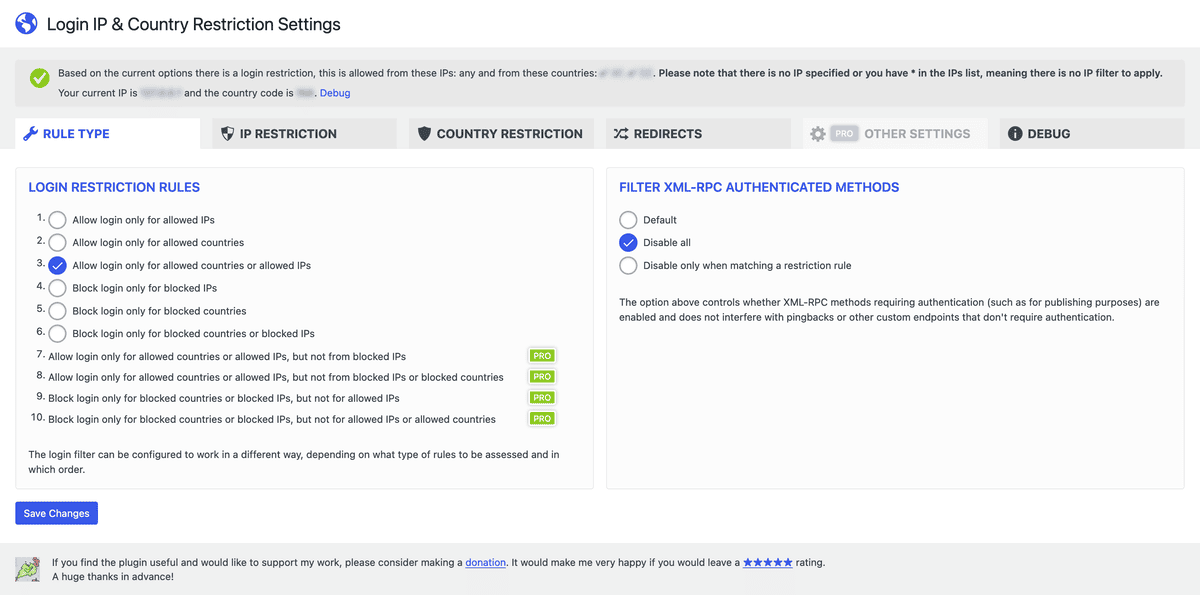 Login IP & Country Restriction Settings
Based on the current options there is a login restriction, this is allowed from these IPs: any and from these countries: . Please note that there is no IP specified or you have * in the IPs list, meaning there is no IP filter to apply.
Your current IP is and the country code is . Debug
RULE TYPE
IP RESTRICTION
COUNTRY RESTRICTION
REDIRECTS
PRO OTHER SETTINGS
DEBUG
LOGIN RESTRICTION RULES
1. Allow login only for allowed IPs
2. Allow login only for allowed countries
3. Allow login only for allowed countries or allowed IPs
4. Block login only for blocked IPs
5. Block login only for blocked countries
6. Block login only for blocked countries or blocked IPs
7. Allow login only for allowed countries or allowed IPs, but not from blocked IPs PRO
8. Allow login only for allowed countries or allowed IPs, but not from blocked IPs or blocked countries PRO
9. Block login only for blocked countries or blocked IPs, but not for allowed IPs PRO
10. Block login only for blocked countries or blocked IPs, but not for allowed IPs or allowed countries PRO
The login filter can be configured to work in a different way, depending on what type of rules to be assessed and in
which order.
FILTER XML-RPC AUTHENTICATED METHODS
Default
Disable all
Disable only when matching a restriction rule
The option above controls whether XML-RPC methods requiring authentication (such as for publishing purposes) are
enabled and does not interfere with pingbacks or other custom endpoints that don't require authentication.
Save Changes
If you find the plugin useful and would like to support my work, please consider making a donation. It would make me very happy if you would leave a ★★★★★ rating.
A huge thanks in advance!